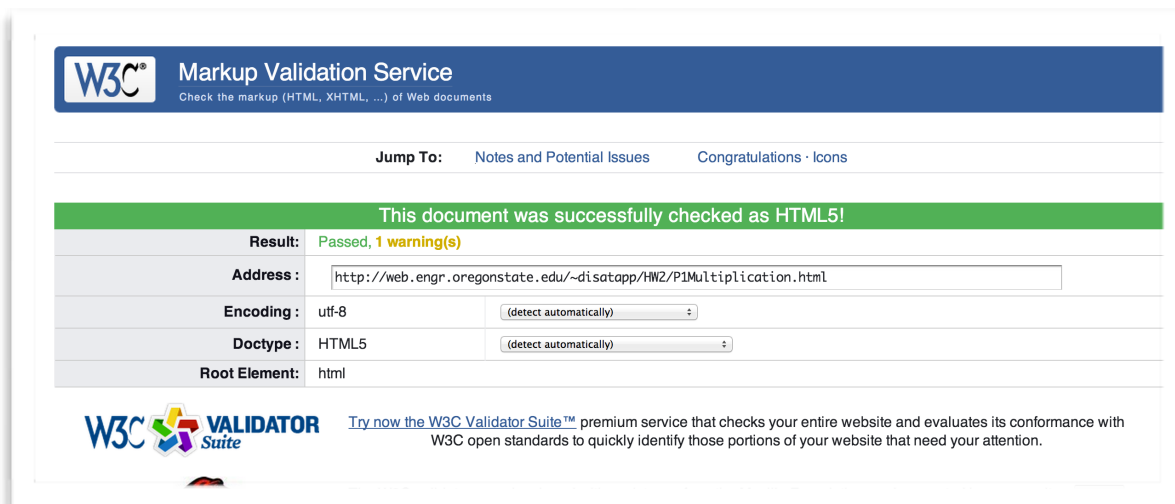 W3C® Markup Validation Service
Check the markup (HTML, XHTML, ...) of Web documents
Jump To: Notes and Potential Issues Congratulations · Icons
This document was successfully checked as HTML5!
Result: Passed, 1 warning(s)
Address : http://web.engr.oregonstate.edu/~disatapp/HW2/P1Multiplication.html
Encoding : utf-8 (detect automatically)
Doctype : HTML5 (detect automatically)
Root Element: html
W3C VALIDATOR Suite
Try now the W3C Validator Suite™ premium service that checks your entire website and evaluates its conformance with
W3C open standards to quickly identify those portions of your website that need your attention.